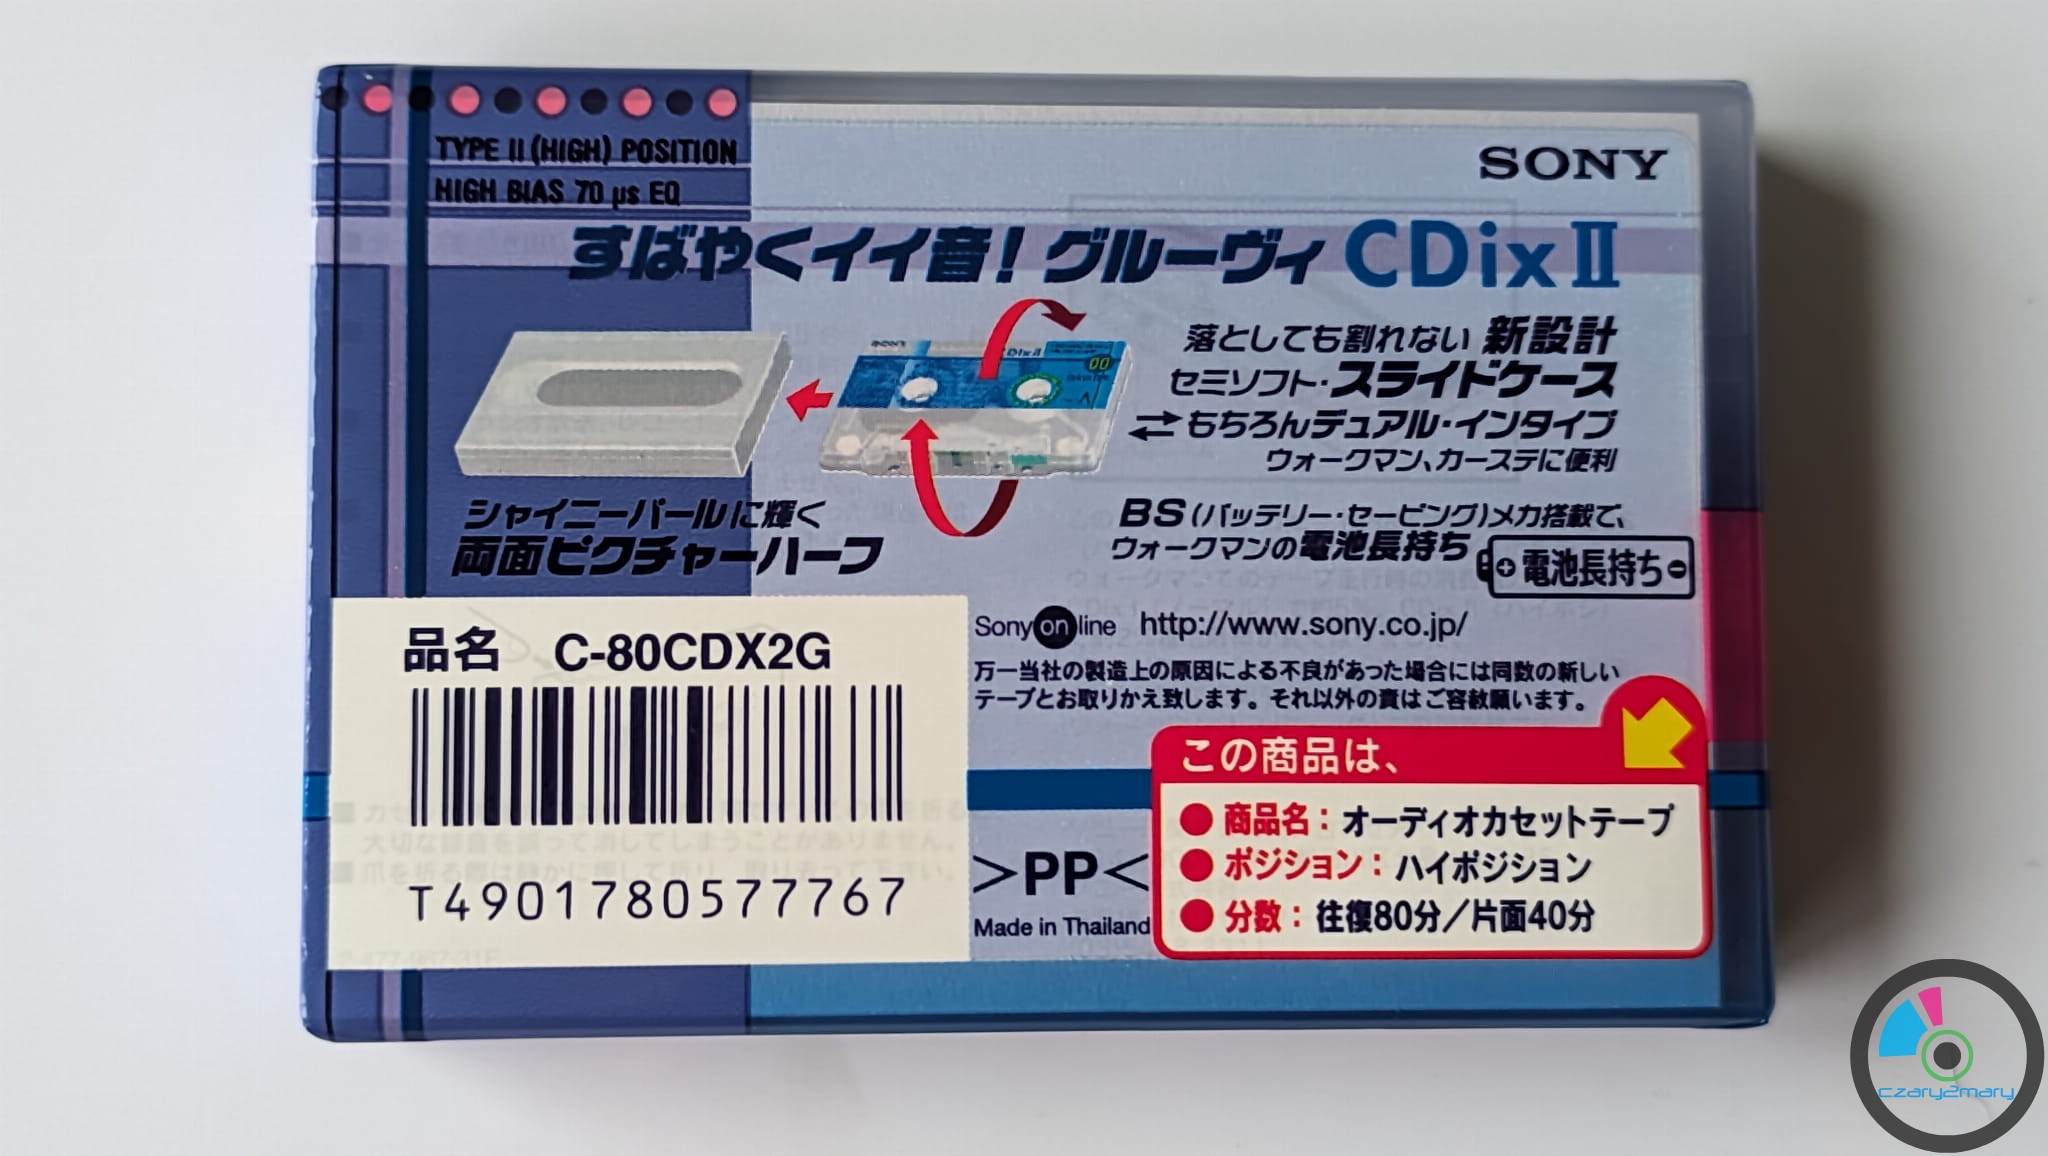 TYPE II (HIGH) POSITION
HIGH BIAS 70 μs EQ
SONY
すばやくイイ音! グルーヴィ CDix II
落としても割れない 新設計
セミソフト・スライドケース
⇄もちろんデュアル・インタイプ
ウォークマン、カーステに便利
シャイニーパールに輝く
両面ピクチャーハーフ
BS(バッテリー・セービング)メカ搭載で、
ウォークマンの電池長持ち
⊕電池長持ち⊖
Sony on line http://www.sony.co.jp/
万一当社の製造上の原因による不良があった場合には同数の新しい
テープとお取りかえ致します。それ以外の責はご容赦願います。
品名 C-80CDX2G
T4901780577767
>PP<
Made in Thailand
この商品は、
●商品名:オーディオカセットテープ
●ポジション:ハイポジション
●分数:往復80分/片面40分
czary2mary